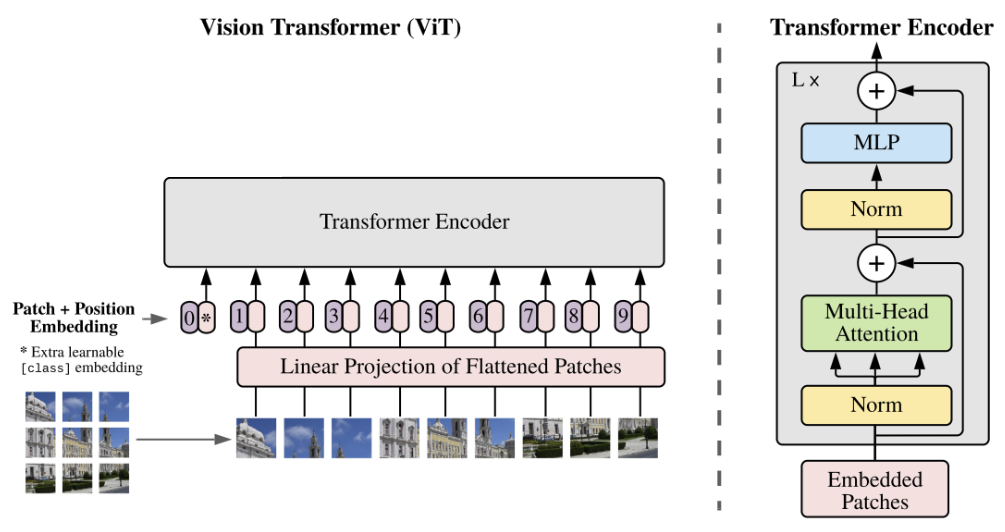 Vision Transformer (ViT)
Transformer Encoder
0 * 1 2 3 4 5 6 7 8 9
Patch + Position
Embedding
* Extra learnable
[class] embedding
Linear Projection of Flattened Patches
Transformer Encoder
L ×
+
MLP
Norm
+
Multi-Head
Attention
Norm
Embedded
Patches